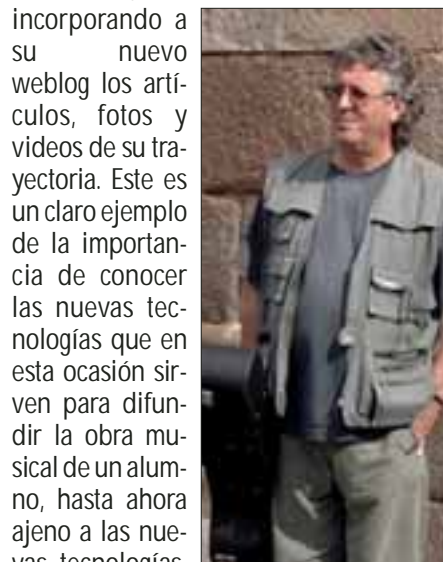 incorporando a
su nuevo
weblog los artí-
culos, fotos y
videos de su tra-
yectoria. Este es
un claro ejemplo
de la importan-
cia de conocer
las nuevas tec-
nologías que en
esta ocasión sir-
ven para difun-
dir la obra mu-
sical de un alum-
no, hasta ahora
ajeno a las nue-
vas tecnologías.